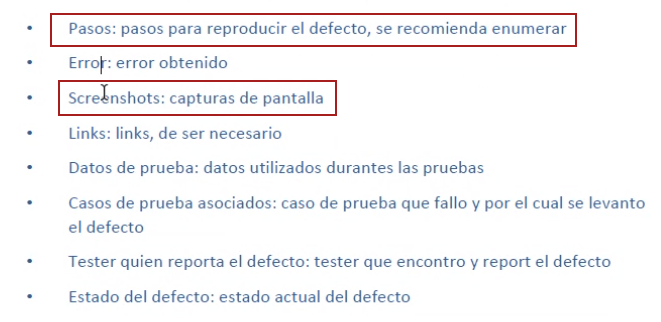 • Pasos: pasos para reproducir el defecto, se recomienda enumerar
• Error: error obtenido
• Screenshots: capturas de pantalla
• Links: links, de ser necesario
• Datos de prueba: datos utilizados durantes las pruebas
• Casos de prueba asociados: caso de prueba que fallo y por el cual se levanto
el defecto
• Tester quien reporta el defecto: tester que encontro y report el defecto
• Estado del defecto: estado actual del defecto